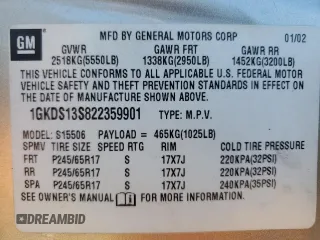 GM
MFD BY GENERAL MOTORS CORP 01/02
GVWR GAWR FRT GAWR RR
2518KG(5550LB) 1338KG(2950LB) 1452KG(3200LB)
THIS VEHICLE CONFORMS TO ALL APPLICABLE U.S. FEDERAL MOTOR
VEHICLE SAFETY AND THEFT PREVENTION STANDARDS IN EFFECT ON THE
DATE OF MANUFACTURE SHOWN ABOVE.
1GKDS13S822359901 TYPE: M.P.V.
MODEL: S15506 PAYLOAD = 465KG(1025LB)
SPMV TIRE SIZE SPEED RTG RIM COLD TIRE PRESSURE
FRT P245/65R17 S 17X7J 220KPA(32PSI)
RR P245/65R17 S 17X7J 220KPA(32PSI)
SPA P245/65R17 S 17X7J 240KPA(35PSI)
SEE OWNER'S MANUAL FOR MORE INFORMATION.
DREAMBID